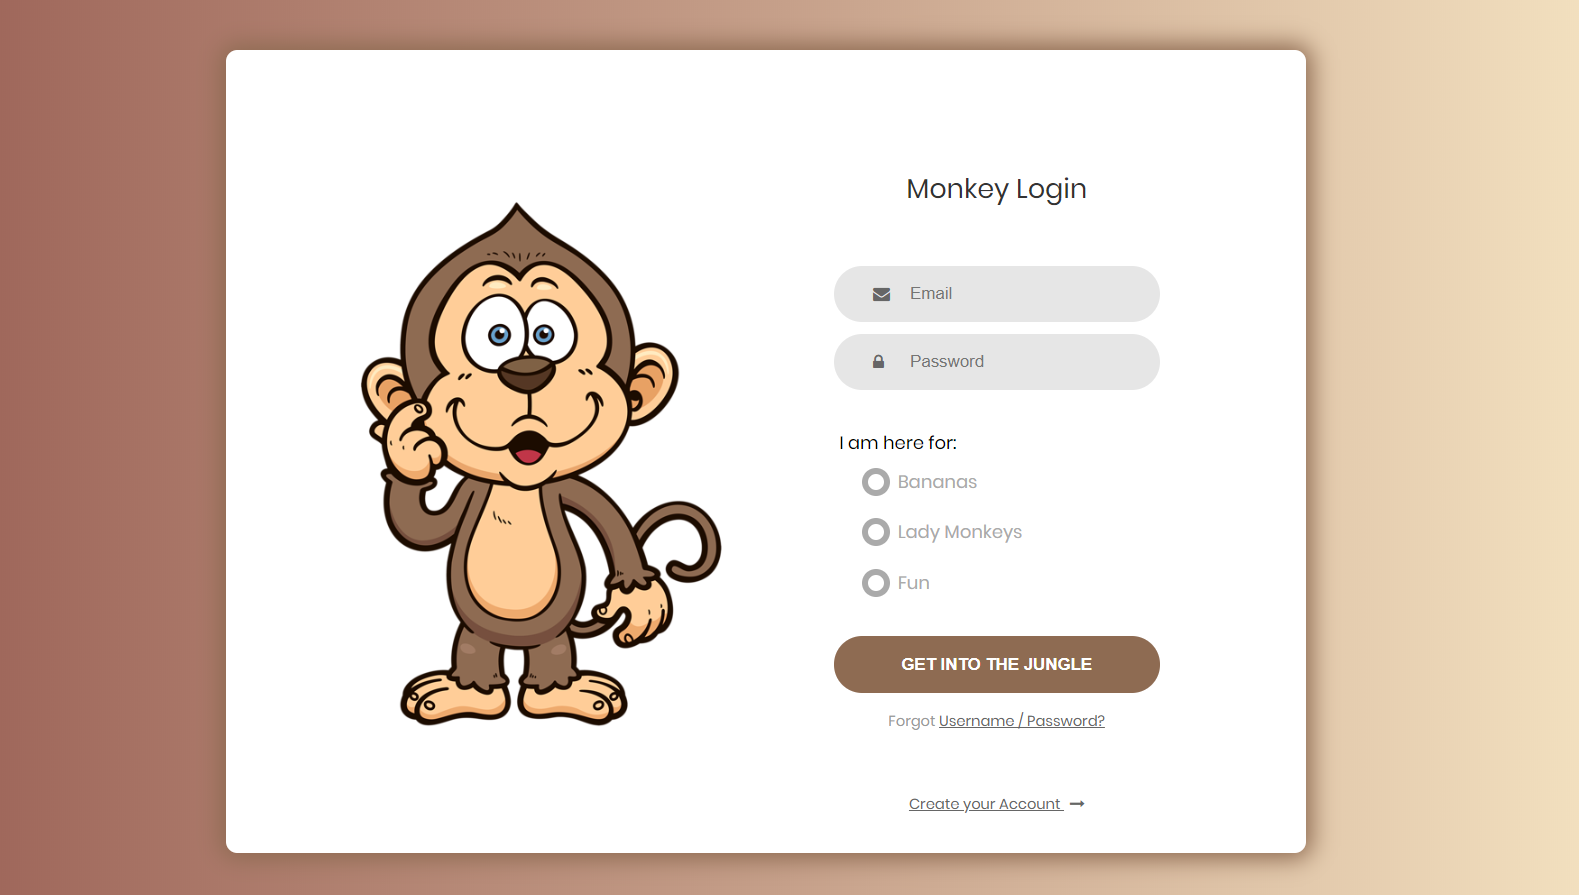 Monkey Login
Email
Password
I am here for:
Bananas
Lady Monkeys
Fun
GET INTO THE JUNGLE
Forgot Username / Password?
Create your Account